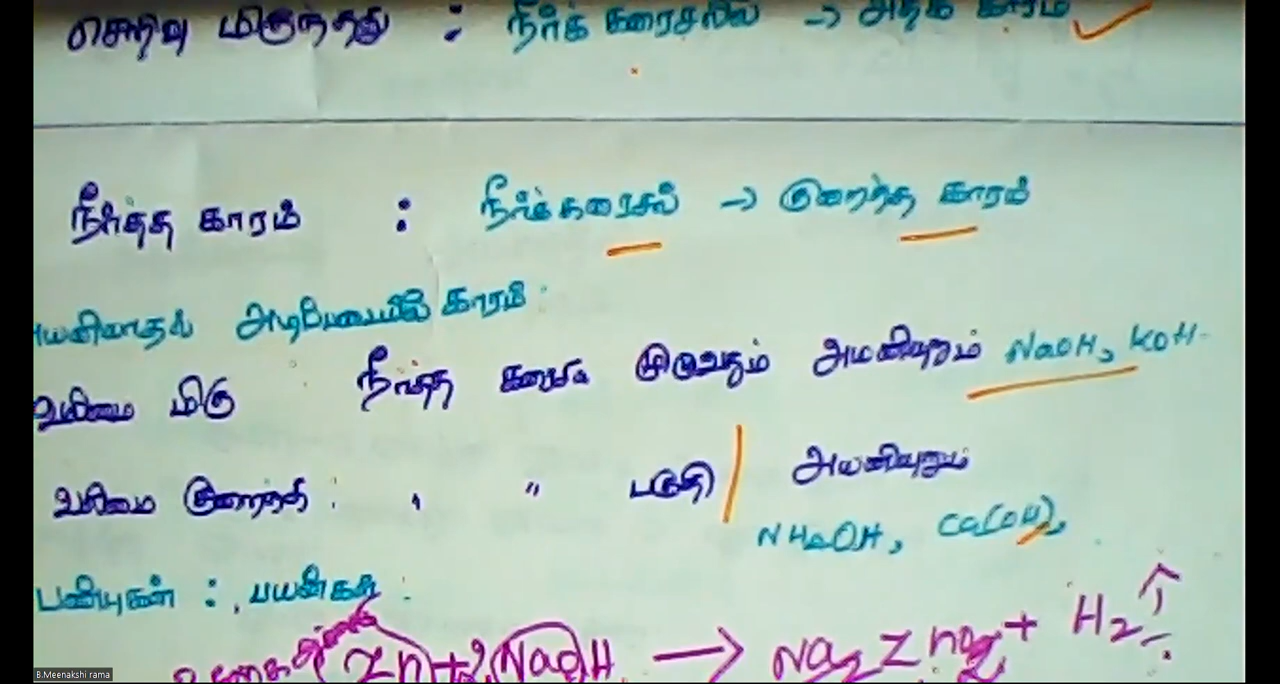 செறிவு மிகுந்தது : நீர்க் கரைசலில் -> அதிக காரம்
நீர்த்த காரம் : நீர்க்கரைசல் -> குறைந்த காரம்
அயனியாதல் அடிப்படையில் காரம் :
வலிமை மிகு நீர்த்த கரைச முழுவதும் அயனியுறும் NaOH, KOH
வலிமை குறைந்த : , " பகுதி / அயனியுறும்
NH4OH, Ca(OH)2
பண்புகள் : பயன்கள் :
Zn + 2NaOH -> Na2ZnO2 + H2↑
B.Meenakshi rama